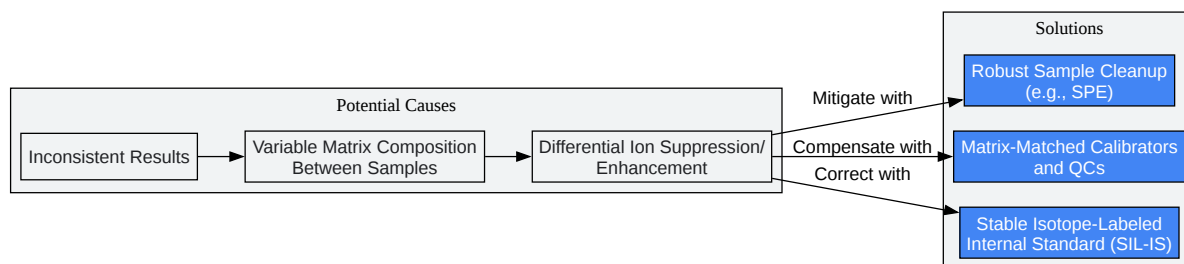 Solutions
Robust Sample Cleanup
(e.g., SPE)
Potential Causes
Mitigate with
Inconsistent Results
Variable Matrix Composition
Between Samples
Differential Ion Suppression/
Enhancement
Compensate with
Matrix-Matched Calibrators
and QCs
Correct with
Stable Isotope-Labeled
Internal Standard (SIL-IS)